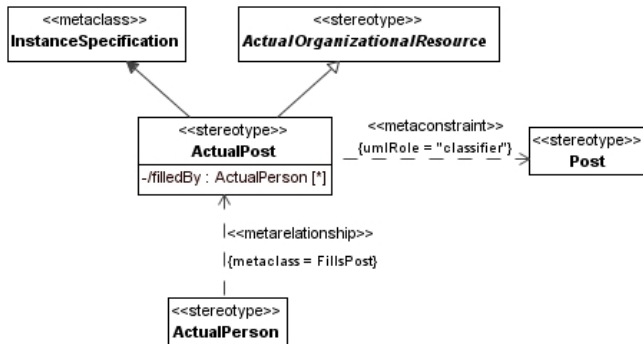 <<metaclass>>
InstanceSpecification
<<stereotype>>
ActualOrganizationalResource
<<stereotype>>
ActualPost
-/filledBy : ActualPerson [*]
<<metaconstraint>>
{umlRole = "classifier"}
<<stereotype>>
Post
<<metarelationship>>
{metaclass = FillsPost}
<<stereotype>>
ActualPerson